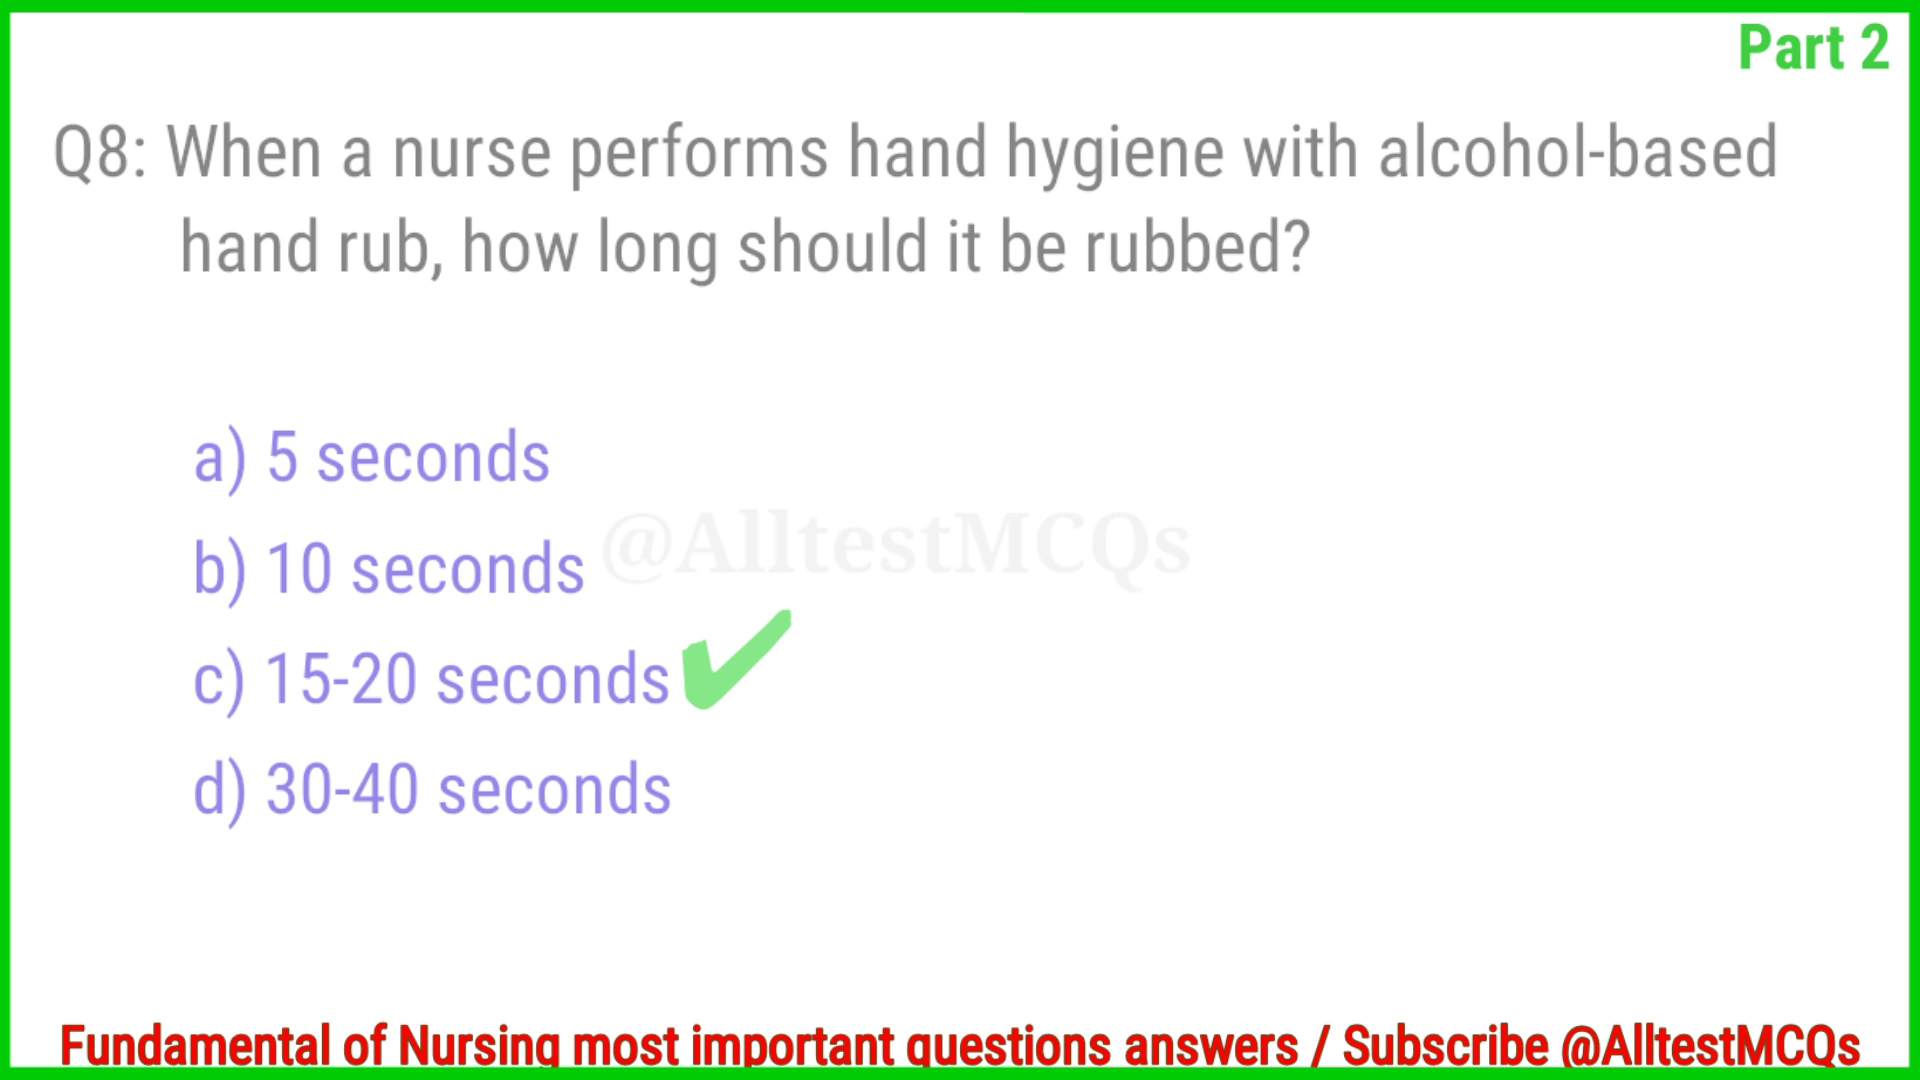 Part 2
Q8: When a nurse performs hand hygiene with alcohol-based
hand rub, how long should it be rubbed?
a) 5 seconds
@AlltestMCQs
b) 10 seconds
c) 15-20 seconds
d) 30-40 seconds
Fundamental of Nursing most important questions answers / Subscribe @AlltestMCQs